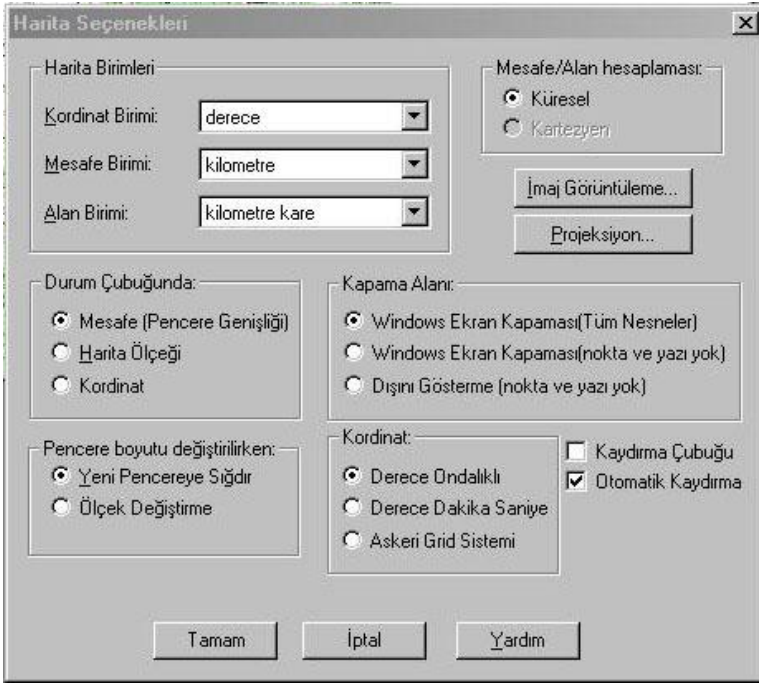 Harita Seçenekleri
Harita Birimleri
Kordinat Birimi:
derece
Mesafe Birimi:
kilometre
Alan Birimi:
kilometre kare
Mesafe/Alan hesaplaması:
Küresel
Kartezyen
İmaj Görüntüleme...
Projeksiyon...
Durum Çubuğunda:
Mesafe (Pencere Genişliği)
Harita Ölçeği
Kordinat
Kapama Alanı:
Windows Ekran Kapaması(Tüm Nesneler)
Windows Ekran Kapaması(nokta ve yazı yok)
Dışını Gösterme (nokta ve yazı yok)
Pencere boyutu değiştirilirken:
Yeni Pencereye Sığdır
Ölçek Değiştirme
Kordinat:
Derece Ondalıklı
Derece Dakika Saniye
Askeri Grid Sistemi
Kaydırma Çubuğu
Otomatik Kaydırma
Tamam
İptal
Yardım